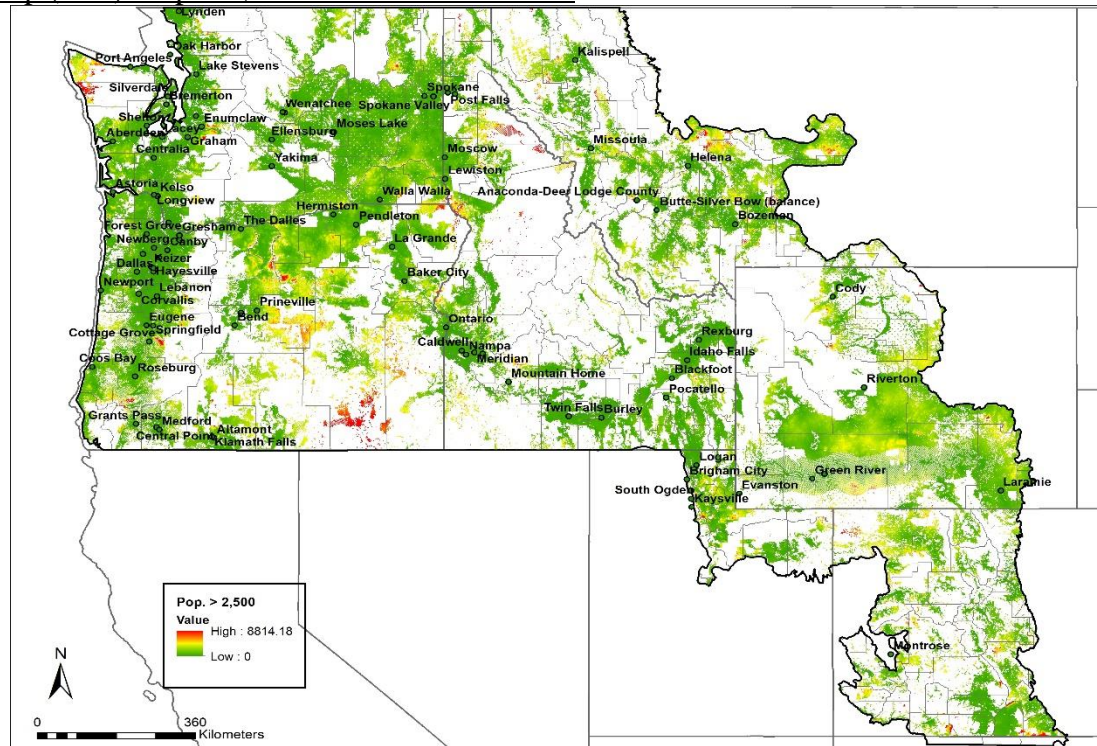 Lynden
Oak Harbor
Port Angeles
Lake Stevens
Kalispell
Silverdale
Bremerton
Spokane
Spokane Valley
Post Falls
Wenatchee
Enumclaw
Moses Lake
Aberdeen
Lacey
Ellensburg
Graham
Missoula
Centralia
Moscow
Helena
Yakima
Lewiston
Astoria
Kelso
Longview
Walla Walla
Anaconda-Deer Lodge County
Hermiston
Butte-Silver Bow (balance)
Forest Grove
Gresham
The Dalles
Pendleton
Bozeman
Newberg
Canby
La Grande
Keizer
Dallas
Hayesville
Baker City
Newport
Lebanon
Cody
Corvallis
Prineville
Eugene
Bend
Ontario
Springfield
Cottage Grove
Rexburg
Caldwell
Nampa
Meridian
Idaho Falls
Coos Bay
Roseburg
Mountain Home
Blackfoot
Riverton
Pocatello
Grants Pass
Twin Falls
Burley
Medford
Central Point
Altamont
Klamath Falls
Logan
Brigham City
Green River
South Ogden
Evanston
Laramie
Kaysville
Pop. > 2,500
Value
High : 8814.18
Low : 0
Montrose
N
0
360
Kilometers